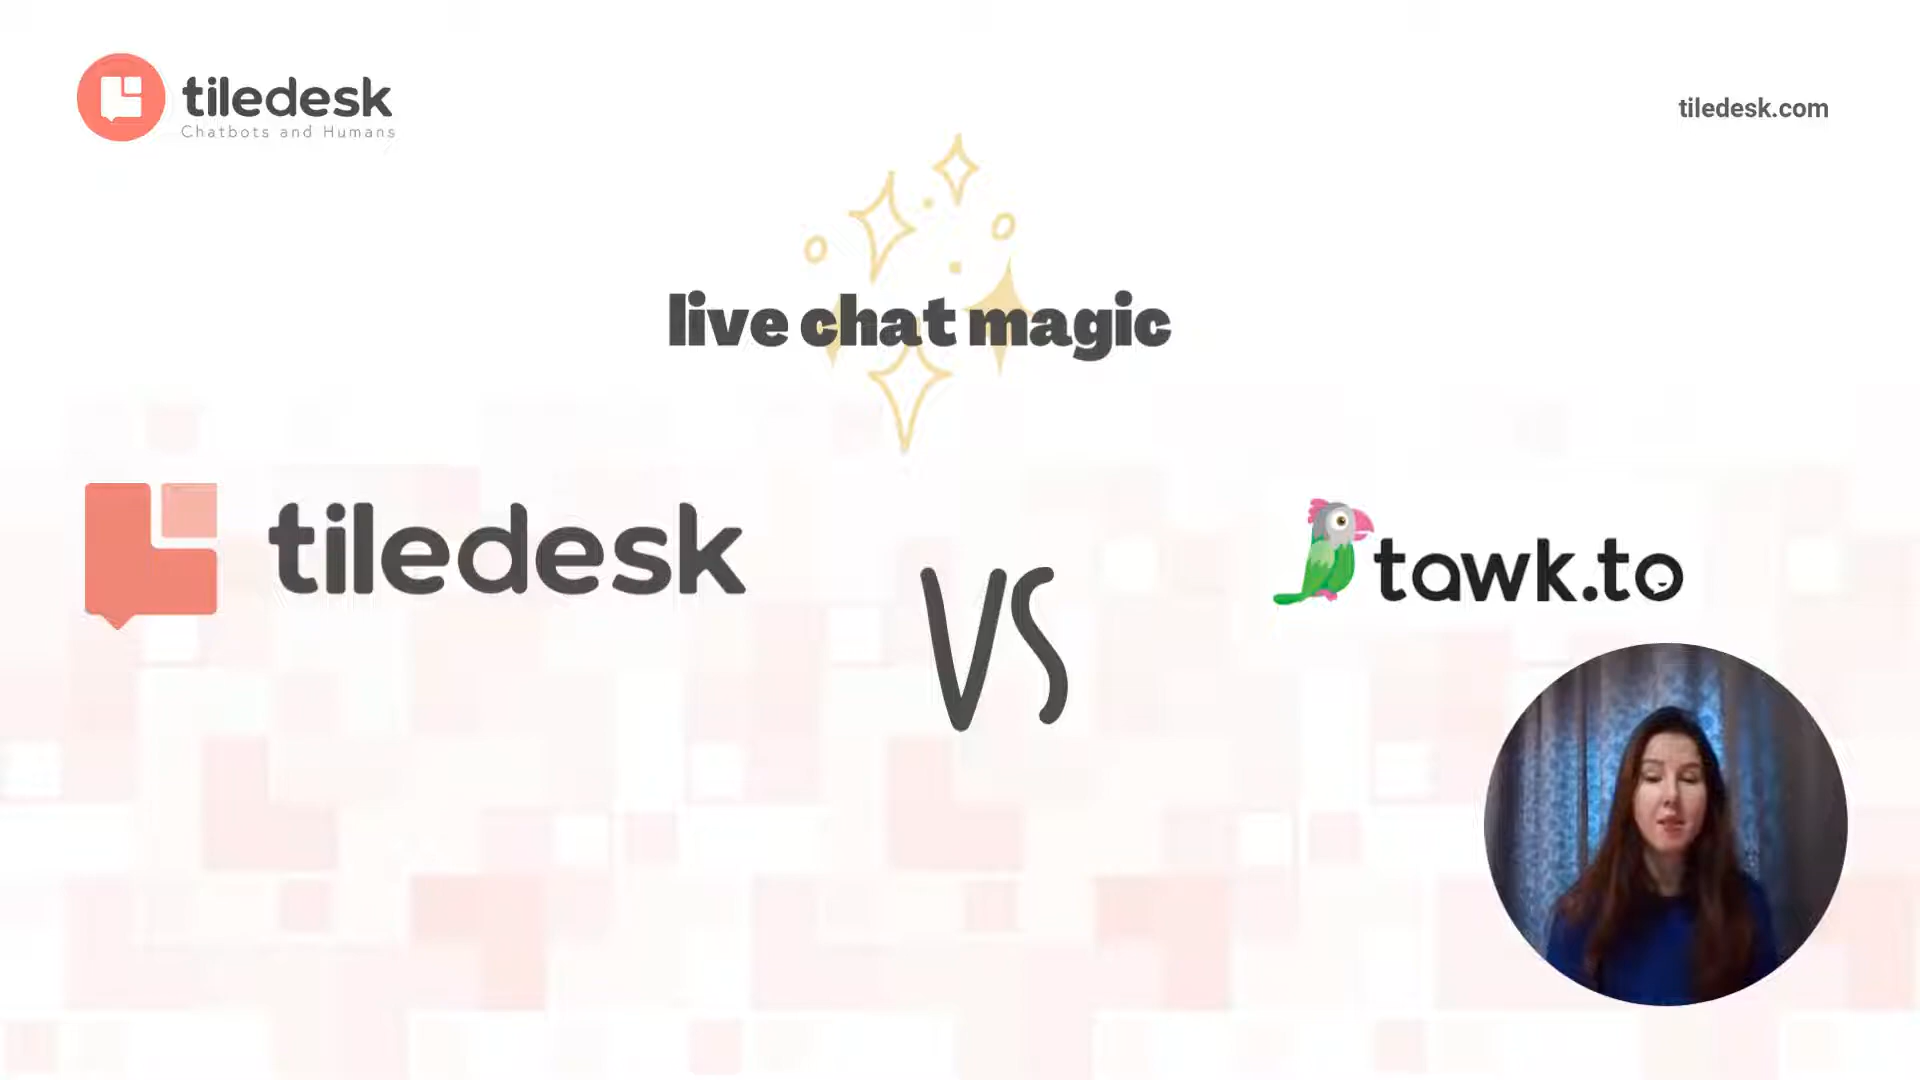 tiledesk
Chatbots and Humans
tiledesk.com
live chat magic
tiledesk
VS
tawk.to